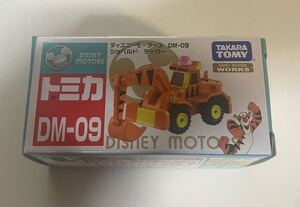 DISNEY MOTORS
ディズニーモータース DM-09
ショベルド ティガー
TAKARA TOMY
WORKS
トミカ
DM-09
DISNEY MOTORS